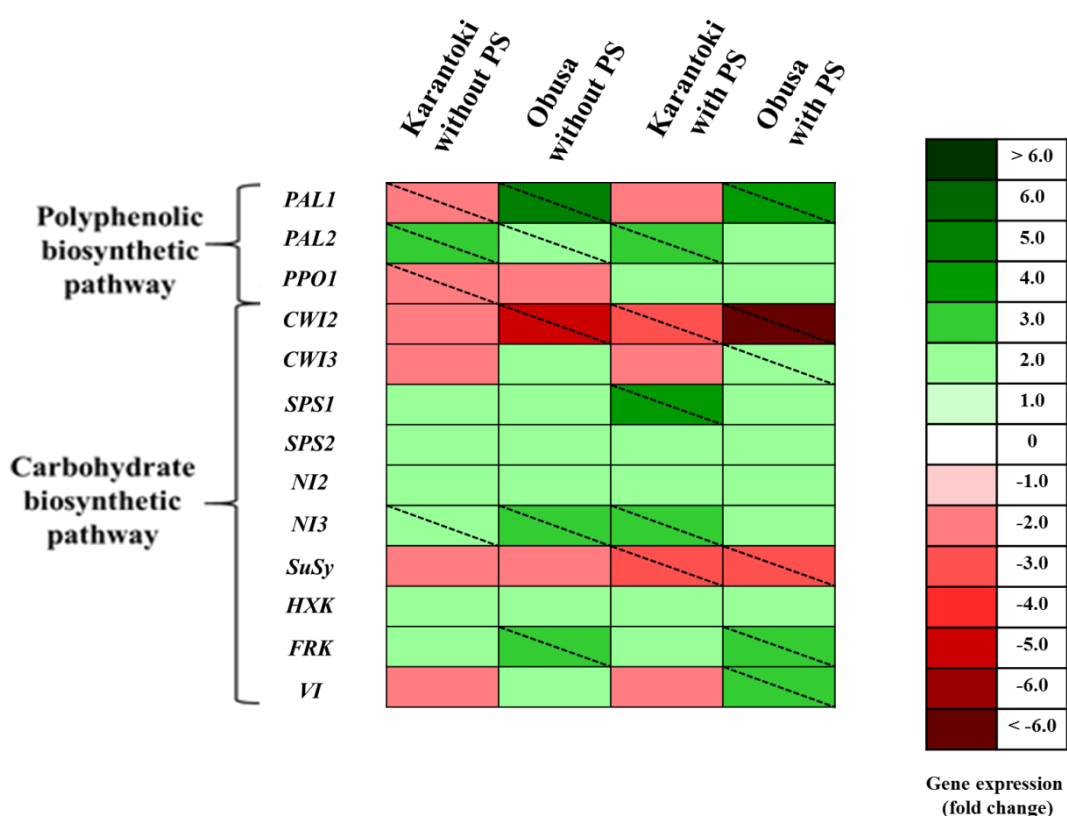 Karantoki
without PS
Obusa
without PS
Karantoki
with PS
Obusa
with PS
Polyphenolic
biosynthetic
pathway
PAL1
PAL2
PPO1
Carbohydrate
biosynthetic
pathway
CWI2
CWI3
SPS1
SPS2
NI2
NI3
SuSy
HXK
FRK
VI
> 6.0
6.0
5.0
4.0
3.0
2.0
1.0
0
-1.0
-2.0
-3.0
-4.0
-5.0
-6.0
< -6.0
Gene expression
(fold change)